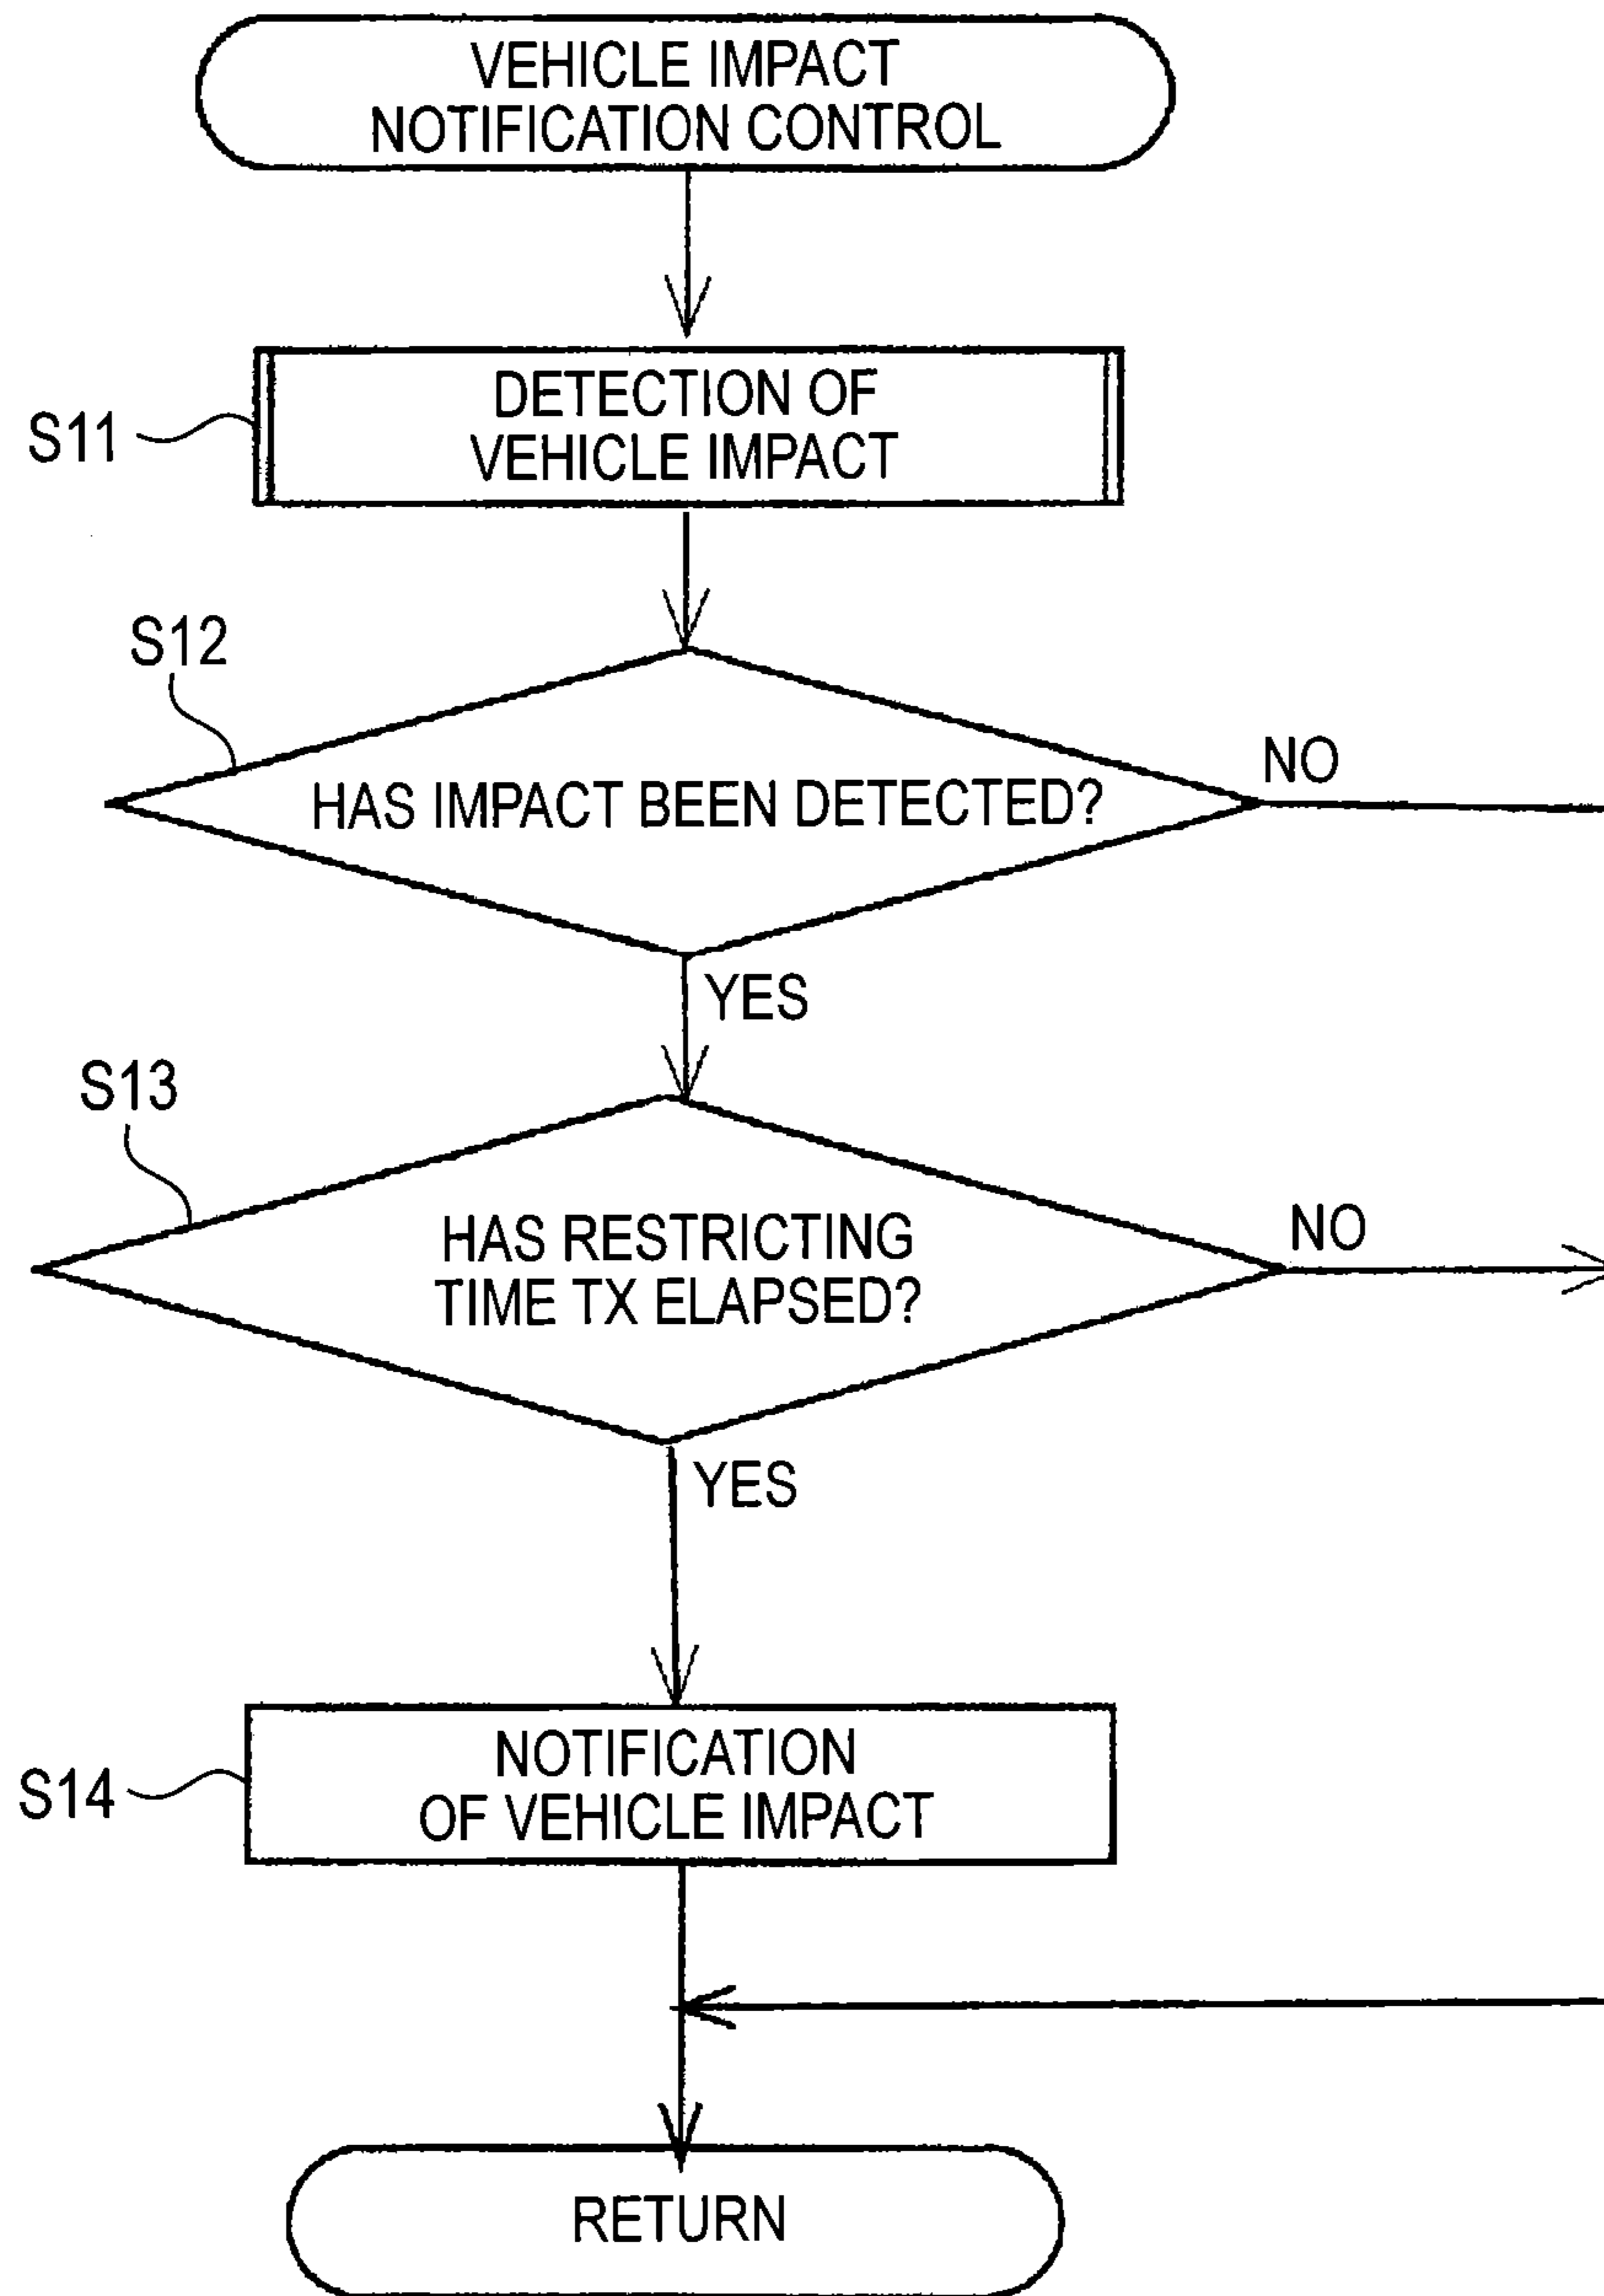 VEHICLE IMPACT
NOTIFICATION CONTROL
S11
DETECTION OF
VEHICLE IMPACT
S12
HAS IMPACT BEEN DETECTED?
NO
YES
S13
HAS RESTRICTING
TIME TX ELAPSED?
NO
YES
S14
NOTIFICATION
OF VEHICLE IMPACT
RETURN